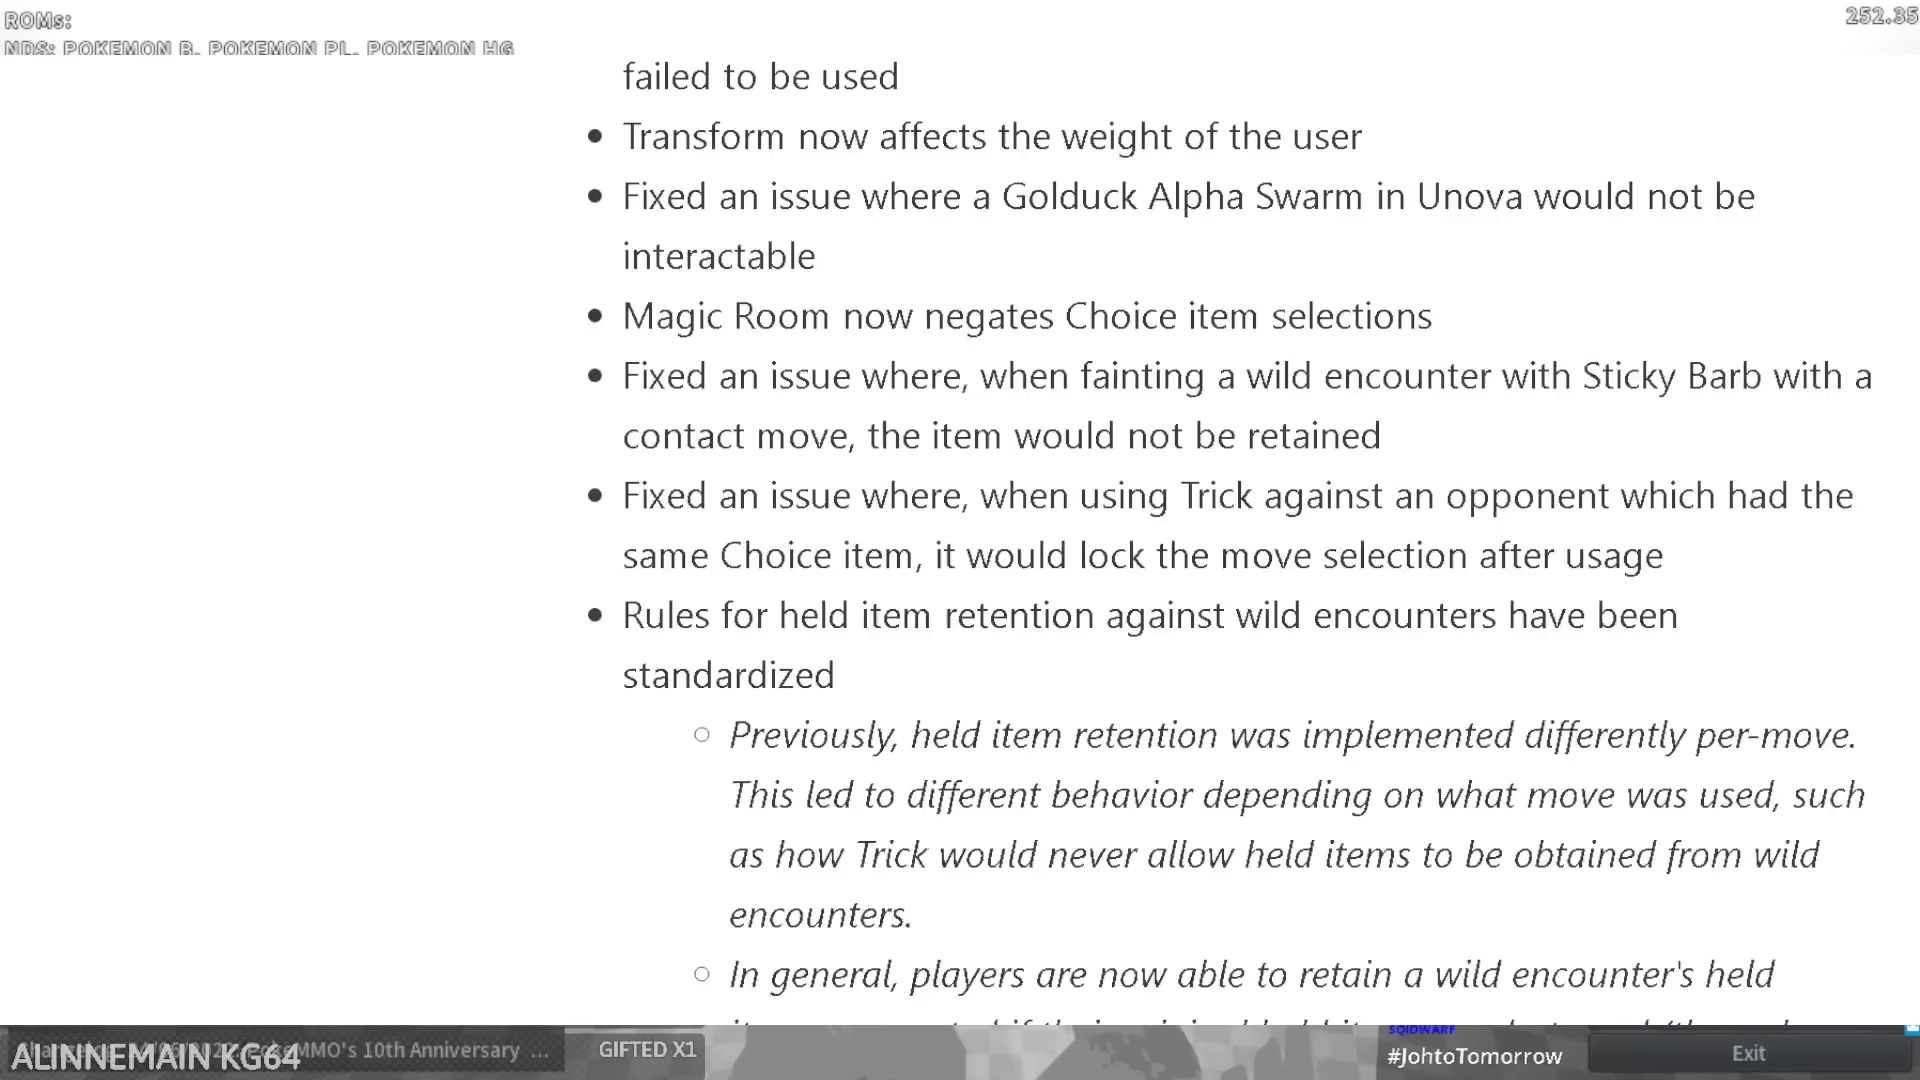 ROMs:
252.35
NDS: POKEMON B, POKEMON PL, POKEMON HG
failed to be used
• Transform now affects the weight of the user
• Fixed an issue where a Golduck Alpha Swarm in Unova would not be
interactable
• Magic Room now negates Choice item selections
• Fixed an issue where, when fainting a wild encounter with Sticky Barb with a
contact move, the item would not be retained
• Fixed an issue where, when using Trick against an opponent which had the
same Choice item, it would lock the move selection after usage
• Rules for held item retention against wild encounters have been
standardized
○ Previously, held item retention was implemented differently per-move.
This led to different behavior depending on what move was used, such
as how Trick would never allow held items to be obtained from wild
encounters.
○ In general, players are now able to retain a wild encounter's held
SQIDWARF
ALINNEMAIN KG64
MMO's 10th Anniversary ...
GIFTED X1
#JohtoTomorrow
Exit